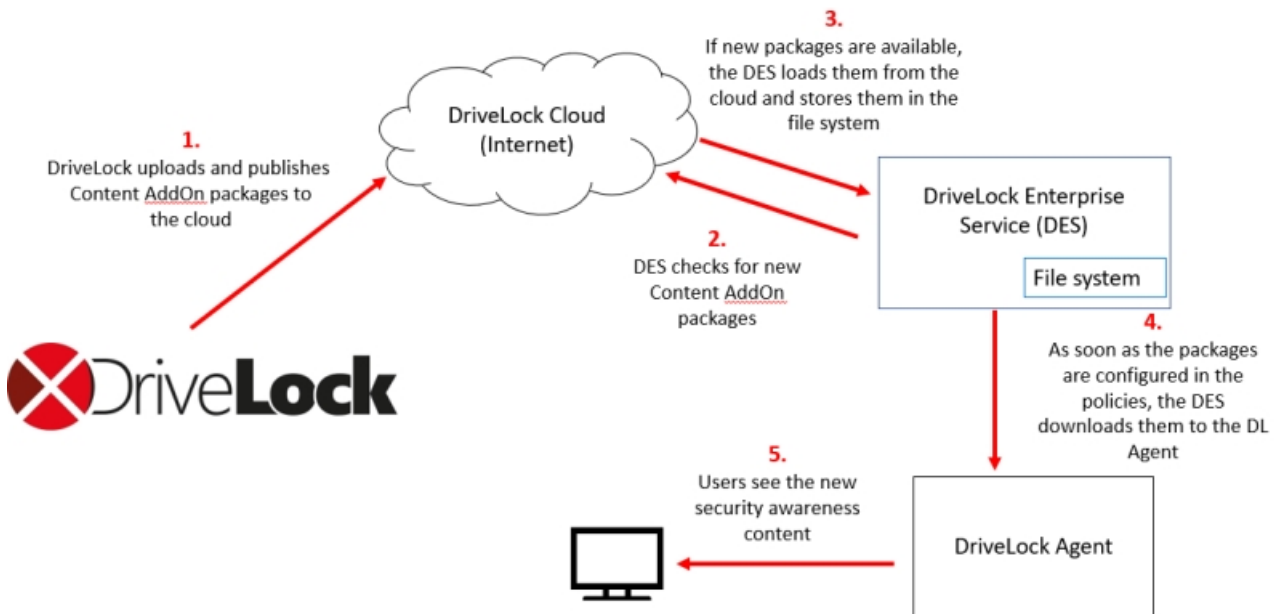 1.
DriveLock uploads and publishes
Content AddOn packages to
the cloud
DriveLock Cloud
(Internet)
3.
If new packages are available,
the DES loads them from the
cloud and stores them in the
file system
2.
DES checks for new
Content AddOn
packages
DriveLock Enterprise
Service (DES)
File system
DriveLock
4.
As soon as the packages
are configured in the
policies, the DES
downloads them to the DL
Agent
5.
Users see the new
security awareness
content
DriveLock Agent